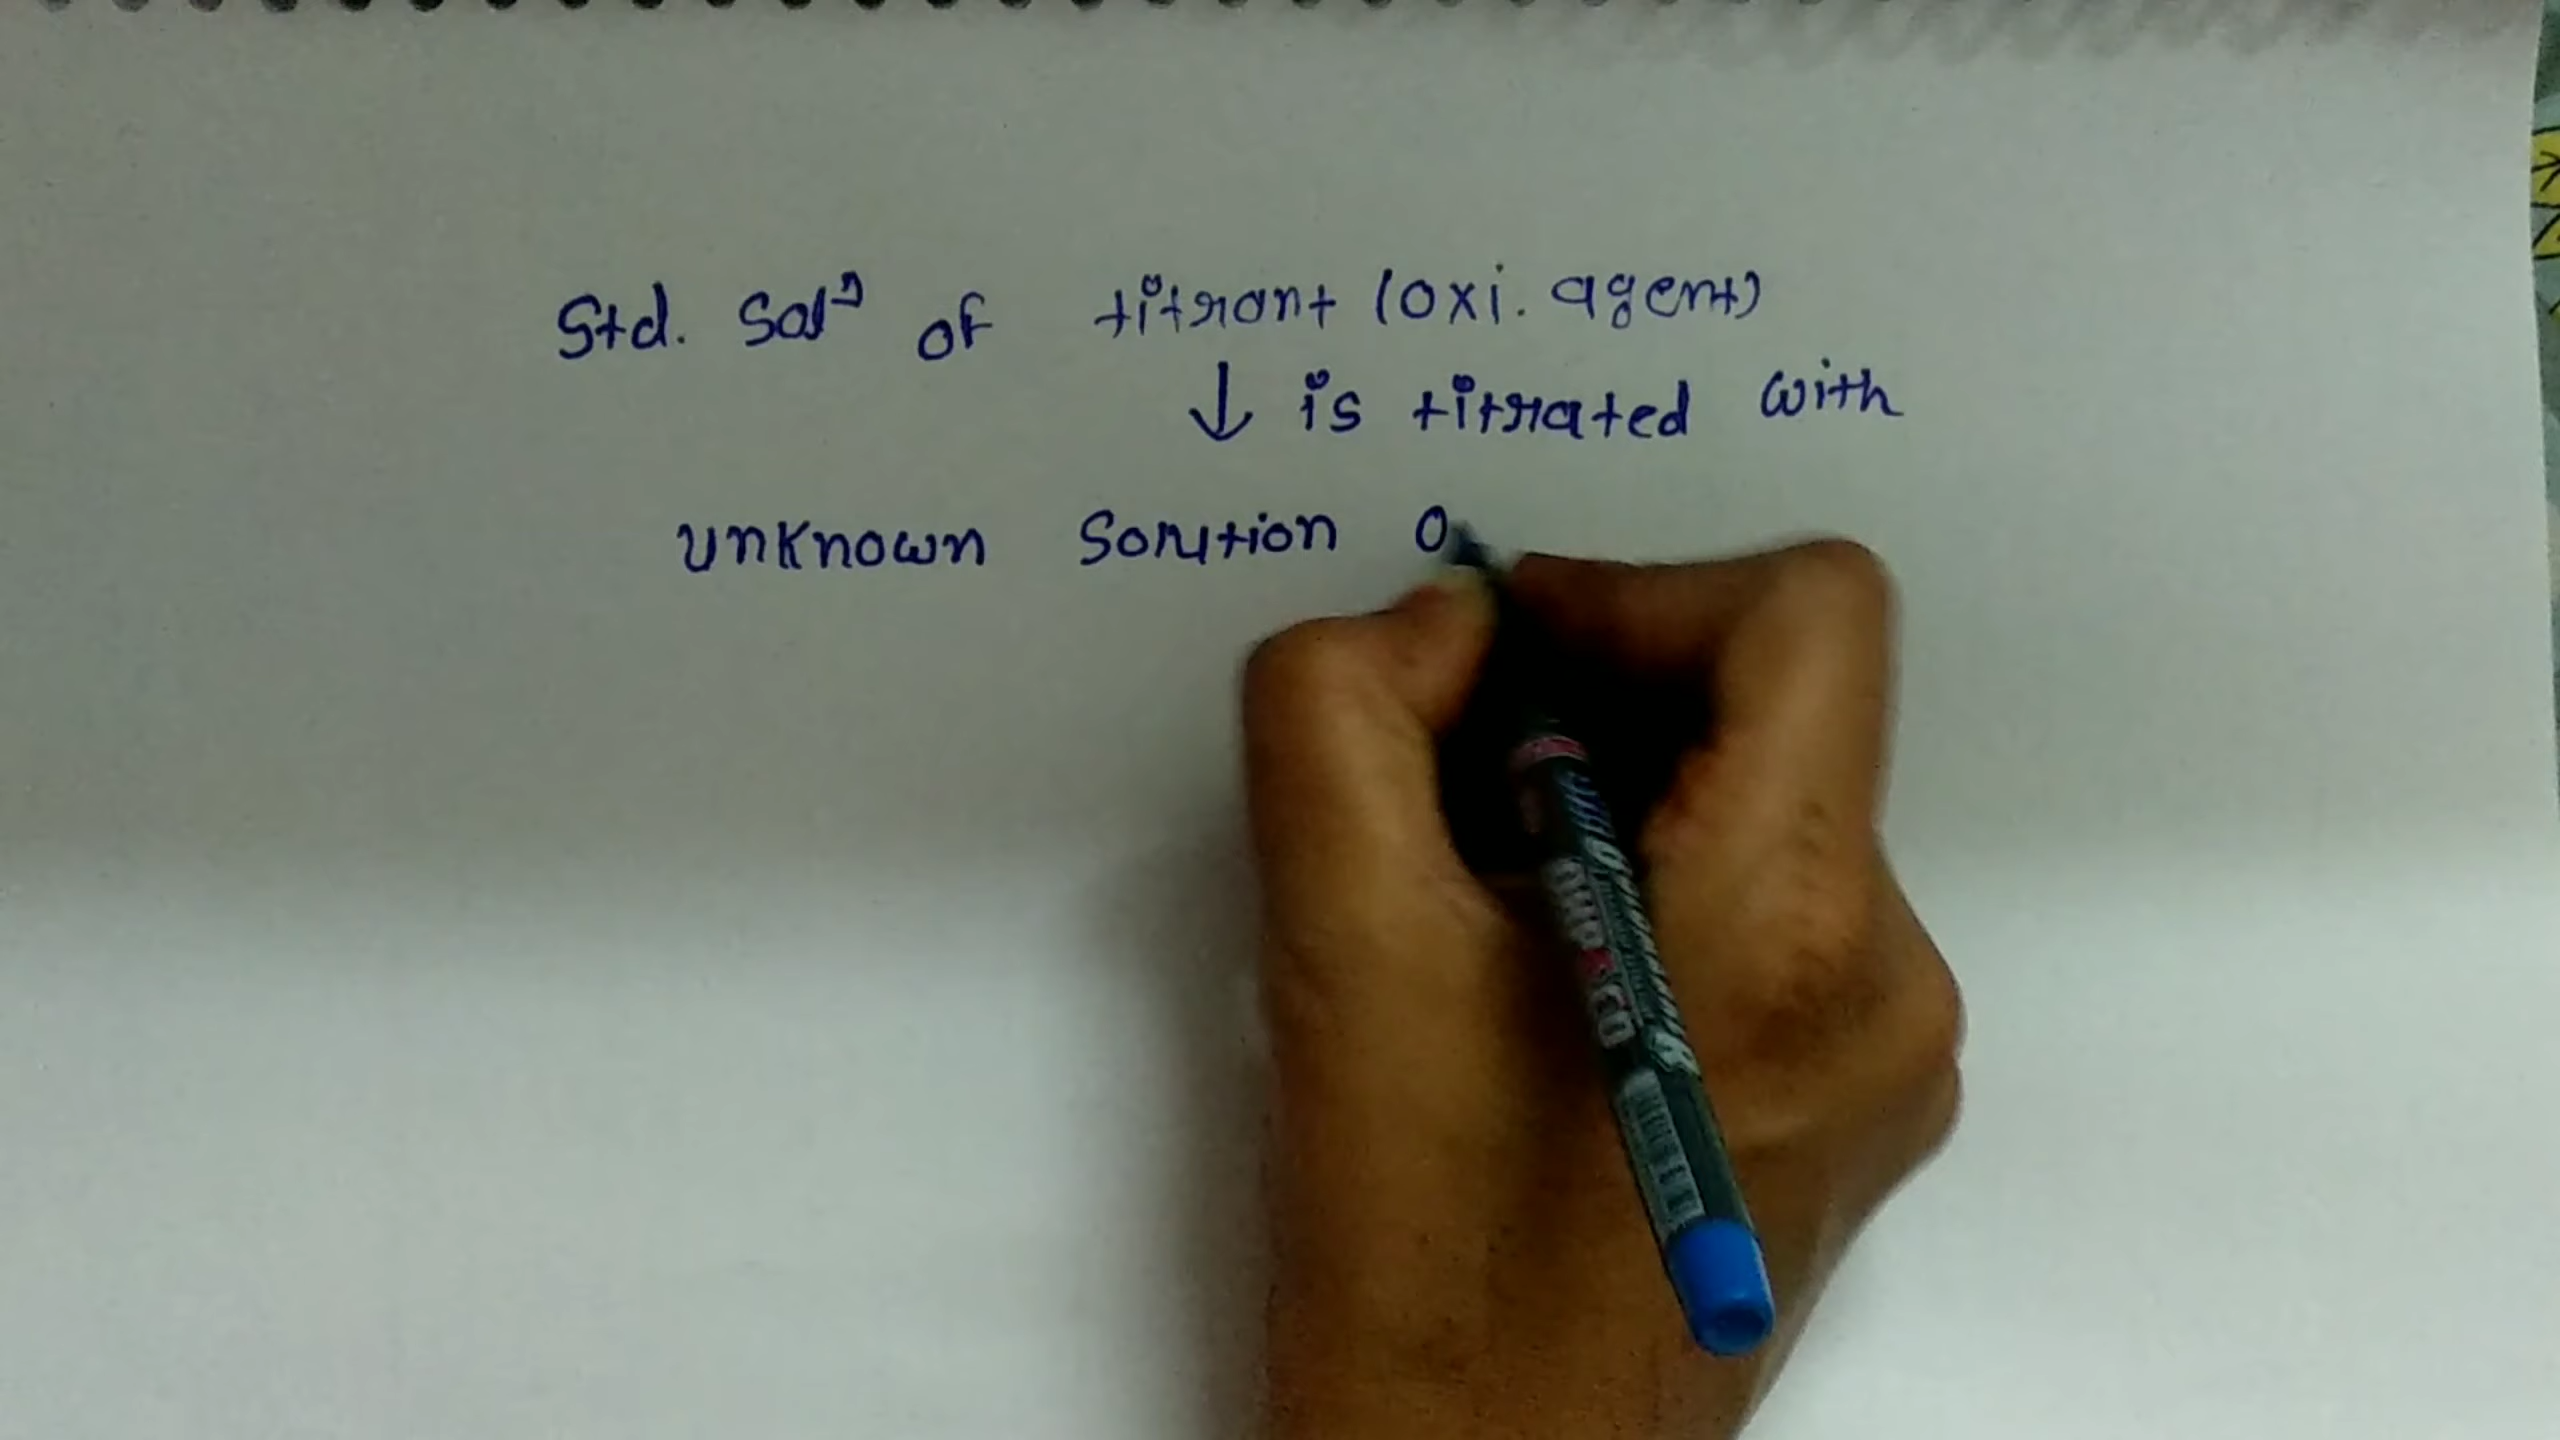 Std. Solⁿ of titrant (oxi. agent)
↓ is titrated with
unknown Solution o